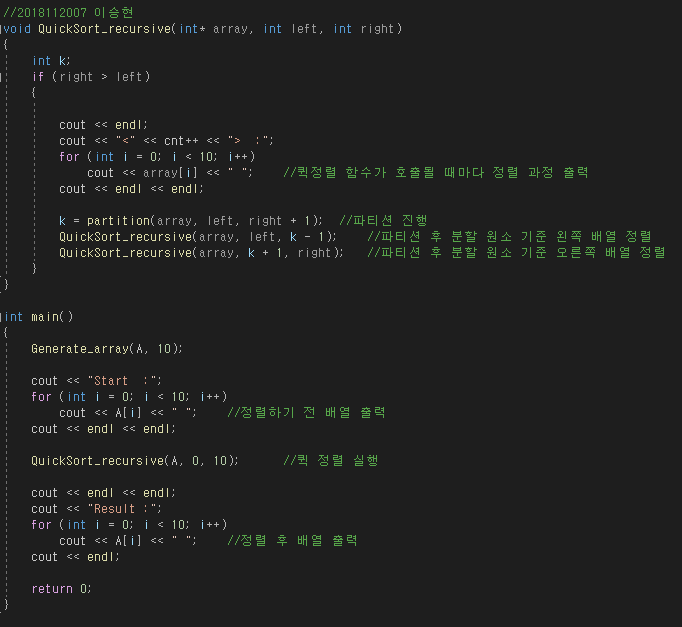 //2018112007 이승현
void QuickSort_recursive(int* array, int left, int right)
{
int k;
if (right > left)
{
cout << endl;
cout << "<" << cnt++ << ">  :";
for (int i = 0; i < 10; i++)
cout << array[i] << " ";    //퀵정렬 함수가 호출될 때마다 정렬 과정 출력
cout << endl << endl;
k = partition(array, left, right + 1);  //파티션 진행
QuickSort_recursive(array, left, k - 1);    //파티션 후 분할 원소 기준 왼쪽 배열 정렬
QuickSort_recursive(array, k + 1, right);   //파티션 후 분할 원소 기준 오른쪽 배열 정렬
}
}
int main()
{
Generate_array(A, 10);
cout << "Start  :";
for (int i = 0; i < 10; i++)
cout << A[i] << " ";    //정렬하기 전 배열 출력
cout << endl << endl;
QuickSort_recursive(A, 0, 10);      //퀵 정렬 실행
cout << endl << endl;
cout << "Result :";
for (int i = 0; i < 10; i++)
cout << A[i] << " ";    //정렬 후 배열 출력
cout << endl;
return 0;
}